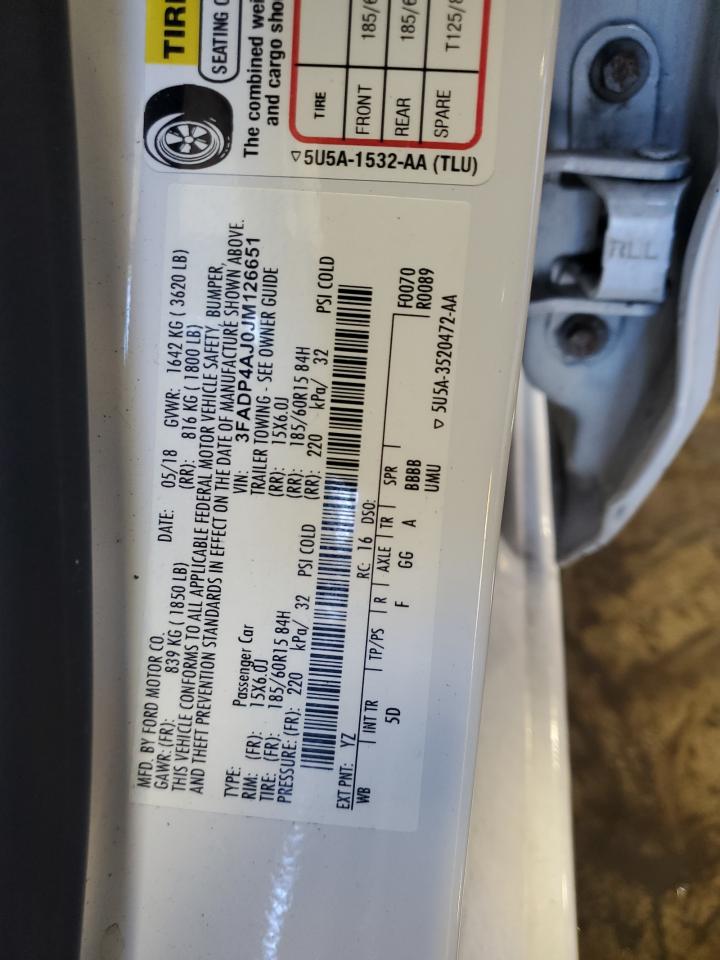 TIRE
SEATING C
The combined wei
and cargo sho
TIRE
FRONT 185/6
REAR 185/6
SPARE T125/8
5U5A-1532-AA (TLU)
MFD. BY FORD MOTOR CO.
DATE: 05/18 GVWR: 1642 KG ( 3620 LB)
GAWR: (FR): 839 KG ( 1850 LB) (RR): 816 KG ( 1800 LB)
THIS VEHICLE CONFORMS TO ALL APPLICABLE FEDERAL MOTOR VEHICLE SAFETY, BUMPER,
AND THEFT PREVENTION STANDARDS IN EFFECT ON THE DATE OF MANUFACTURE SHOWN ABOVE.
VIN: 3FADP4AJ0JM126651
TYPE: Passenger Car TRAILER TOWING - SEE OWNER GUIDE
RIM: (FR): 15X6.0J (RR): 15X6.0J
TIRE: (FR): 185/60R15 84H (RR): 185/60R15 84H
PRESSURE: (FR): 220 kPa/ 32 PSI COLD (RR): 220 kPa/ 32 PSI COLD
EXT PNT: YZ RC: 16 DSO: F0070
WB INT TR TP/PS R AXLE TR SPR R0089
5D F GG A BBBB
UMU 5U5A-3520472-AA
RLL